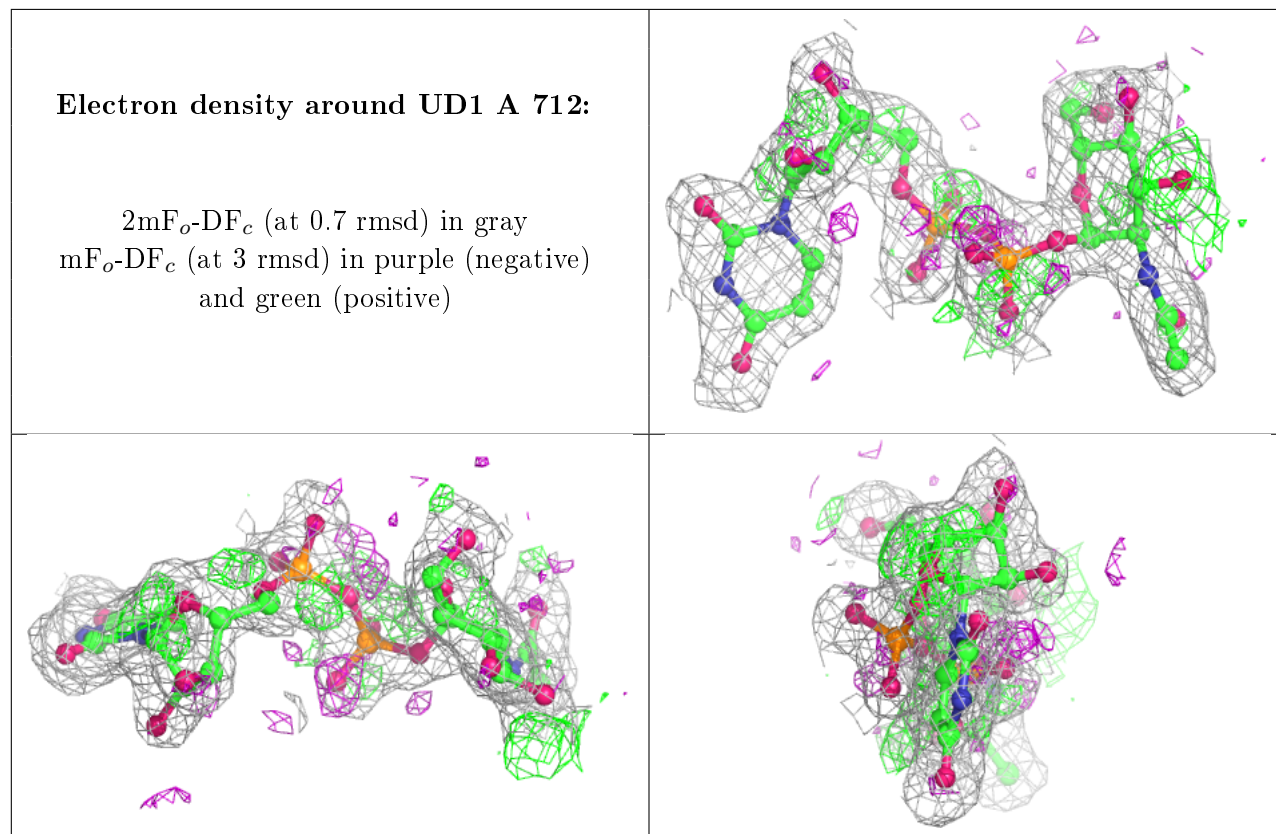 Electron density around UD1 A 712:
2mFo-DFc (at 0.7 rmsd) in gray
mFo-DFc (at 3 rmsd) in purple (negative)
and green (positive)